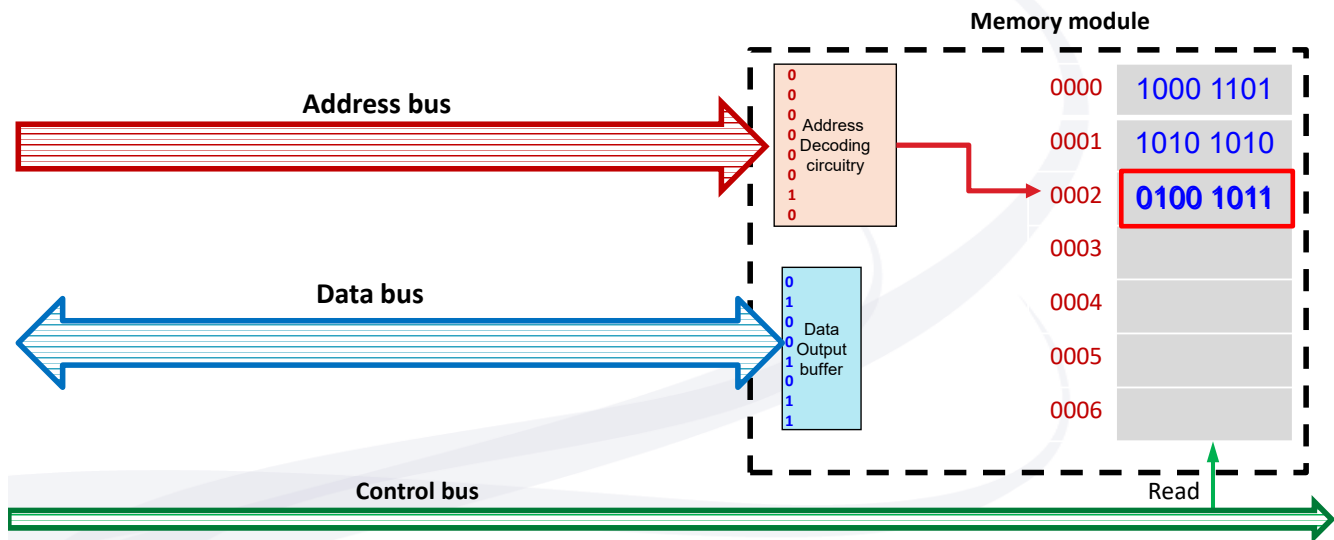 Memory module
Address bus
0
0
0
0
0
0
1
0
Address
Decoding
circuitry
0000 1000 1101
0001 1010 1010
0002 0100 1011
0003
0004
0005
0006
Data bus
0
1
0
0
1
0
1
1
Data
Output
buffer
Control bus
Read